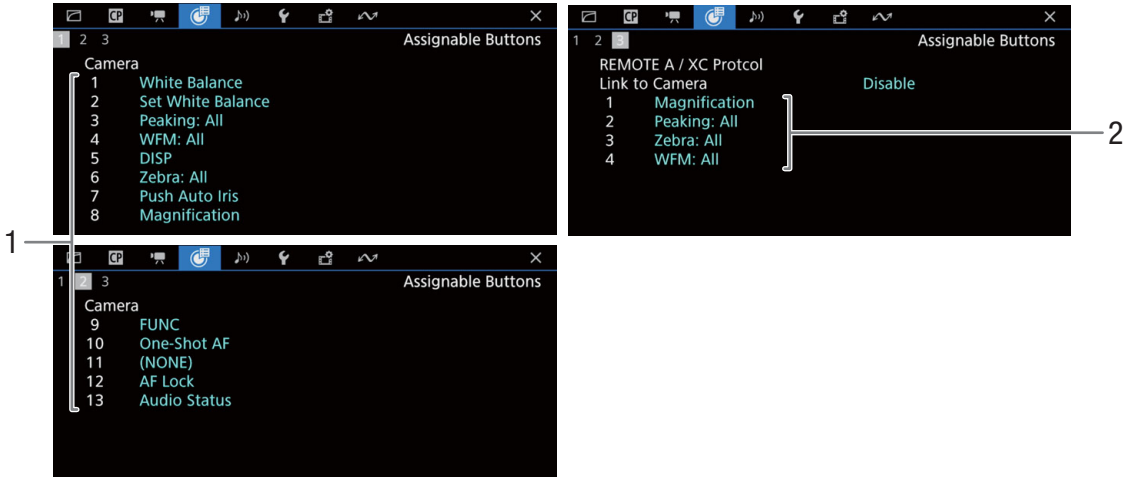 CP
1 2 3 Assignable Buttons
Camera
1 White Balance
2 Set White Balance
3 Peaking: All
4 WFM: All
5 DISP
6 Zebra: All
7 Push Auto Iris
8 Magnification
1
CP
1 2 3 Assignable Buttons
Camera
9 FUNC
10 One-Shot AF
11 (NONE)
12 AF Lock
13 Audio Status
CP
1 2 3 Assignable Buttons
REMOTE A / XC Protcol
Link to Camera Disable
1 Magnification
2 Peaking: All
3 Zebra: All
4 WFM: All
2